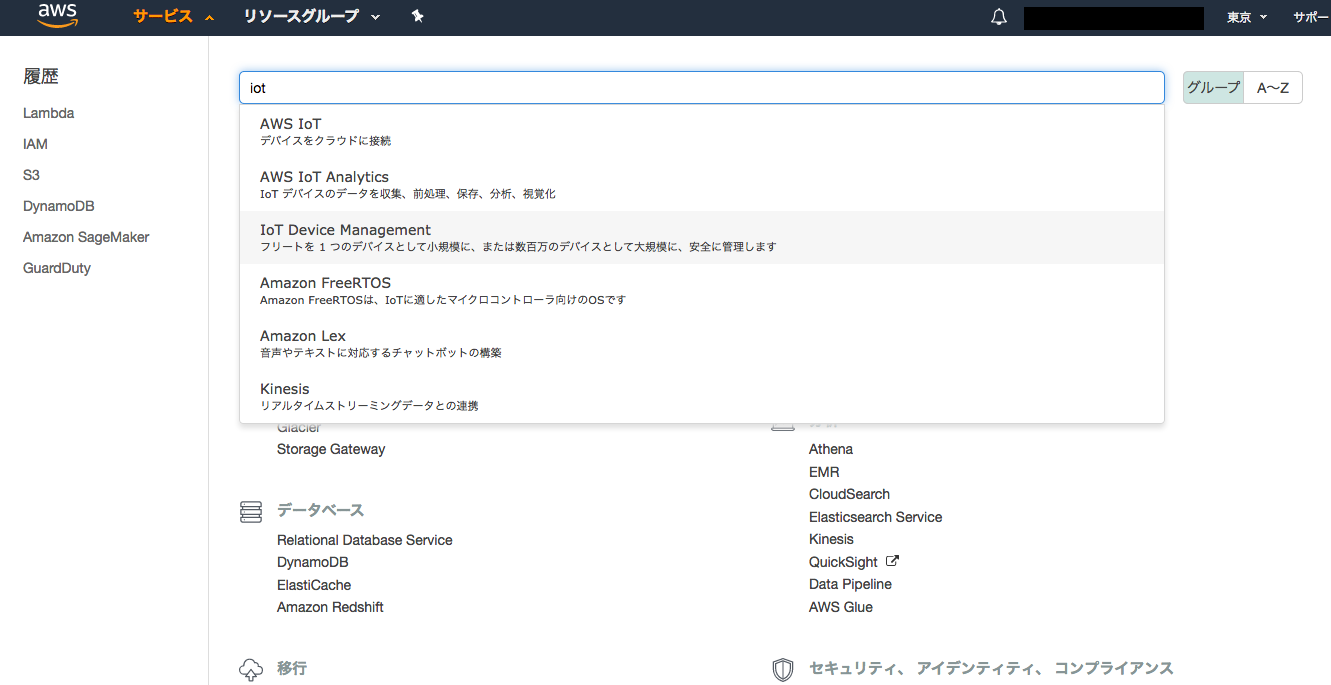 aws
サービス
リソースグループ
東京
サポー
履歴
Lambda
IAM
S3
DynamoDB
Amazon SageMaker
GuardDuty
iot
グループ
A〜Z
AWS IoT
デバイスをクラウドに接続
AWS IoT Analytics
IoT デバイスのデータを収集、前処理、保存、分析、視覚化
IoT Device Management
フリートを 1 つのデバイスとして小規模に、または数百万のデバイスとして大規模に、安全に管理します
Amazon FreeRTOS
Amazon FreeRTOSは、IoTに適したマイクロコントローラ向けのOSです
Amazon Lex
音声やテキストに対応するチャットボットの構築
Kinesis
リアルタイムストリーミングデータとの連携
Glacier
Storage Gateway
データベース
Relational Database Service
DynamoDB
ElastiCache
Amazon Redshift
移行
Athena
EMR
CloudSearch
Elasticsearch Service
Kinesis
QuickSight
Data Pipeline
AWS Glue
セキュリティ、 アイデンティティ、 コンプライアンス